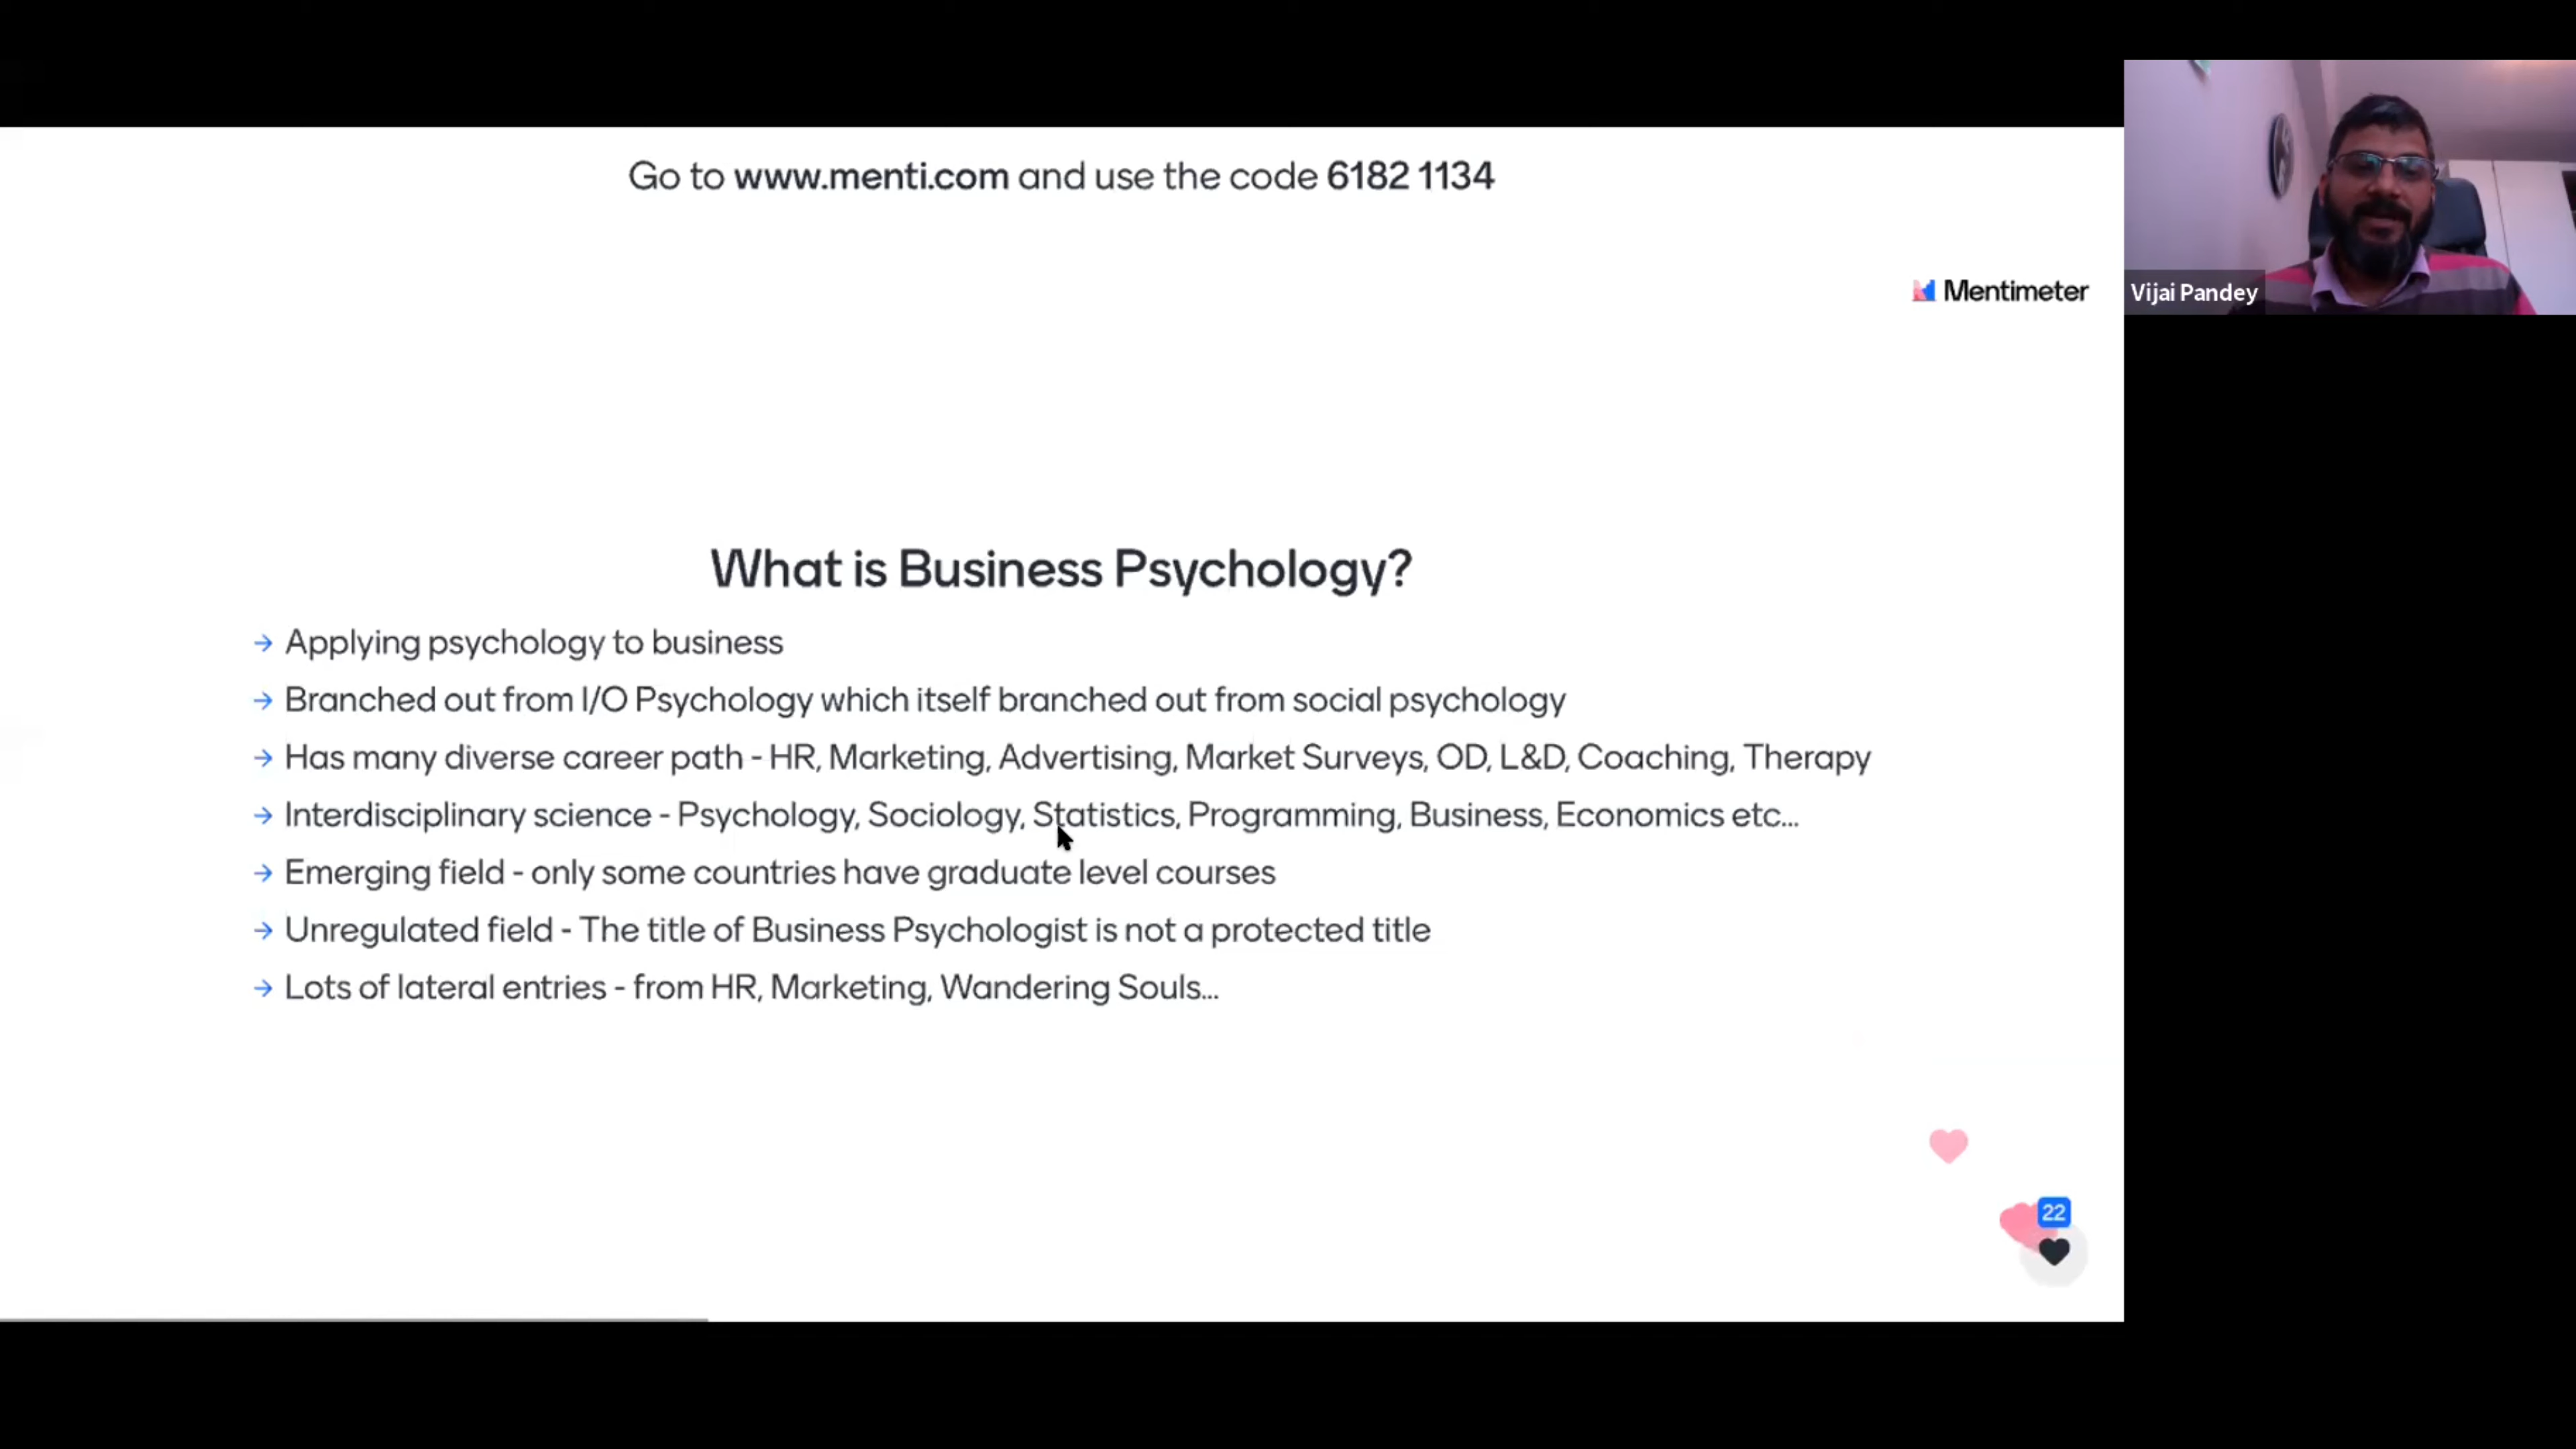 Go to www.menti.com and use the code 6182 1134
Mentimeter
Vijai Pandey
What is Business Psychology?
→ Applying psychology to business
→ Branched out from I/O Psychology which itself branched out from social psychology
→ Has many diverse career path - HR, Marketing, Advertising, Market Surveys, OD, L&D, Coaching, Therapy
→ Interdisciplinary science - Psychology, Sociology, Statistics, Programming, Business, Economics etc...
→ Emerging field - only some countries have graduate level courses
→ Unregulated field - The title of Business Psychologist is not a protected title
→ Lots of lateral entries - from HR, Marketing, Wandering Souls...
22